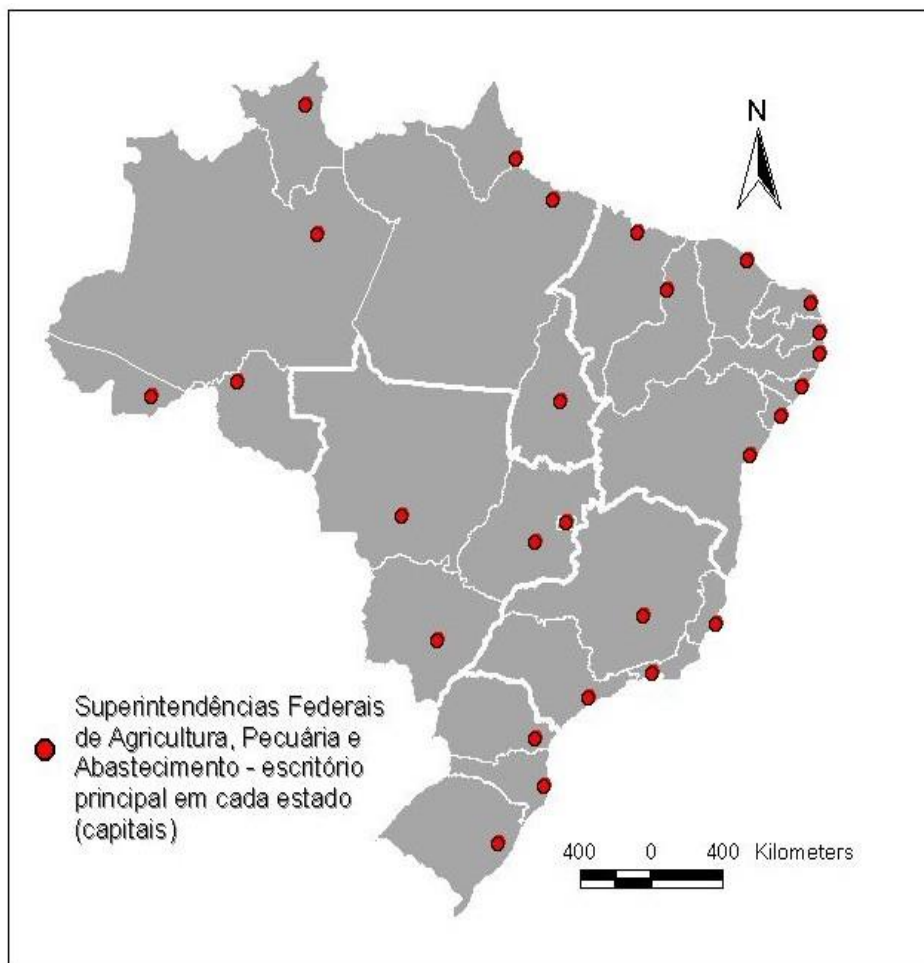 N
Superintendências Federais
de Agricultura, Pecuária e
Abastecimento - escritório
principal em cada estado
(capitais)
400 0 400 Kilometers